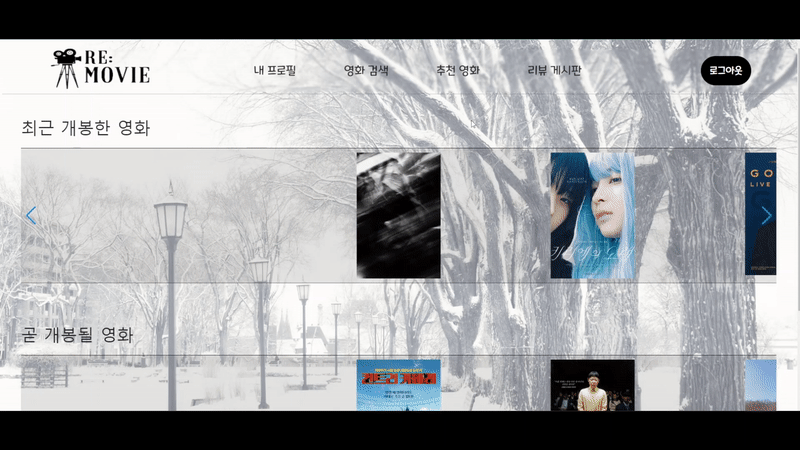 RE:
MOVIE
내 프로필
영화 검색
추천 영화
리뷰 게시판
로그아웃
최근 개봉한 영화
GO
LIVE
곧 개봉될 영화